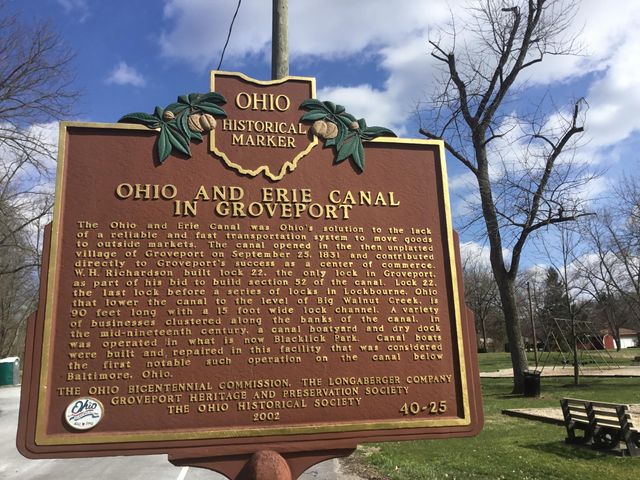 OHIO
HISTORICAL
MARKER
OHIO AND ERIE CANAL
IN GROVEPORT
The Ohio and Erie Canal was Ohio's solution to the lack
of a reliable and fast transportation system to move goods
to outside markets. The canal opened in the then unplatted
village of Groveport on September 25, 1831 and contributed
directly to Groveport's success as a center of commerce.
W.H. Richardson built lock 22, the only lock in Groveport,
as part of his bid to build section 52 of the canal. Lock 22,
the last lock before a series of locks in Lockbourne, Ohio
that lower the canal to the level of Big Walnut Creek, is
90 feet long with a 15 foot wide lock channel. A variety
of businesses clustered along the banks of the canal. In
the mid-nineteenth century, a canal boatyard and dry dock
was operated in what is now Blacklick Park. Canal boats
were built and repaired in this facility that was considered
the first notable such operation on the canal below
Baltimore, Ohio.
THE OHIO BICENTENNIAL COMMISSION, THE LONGABERGER COMPANY
GROVEPORT HERITAGE AND PRESERVATION SOCIETY
THE OHIO HISTORICAL SOCIETY
2002
40-25
Ohio